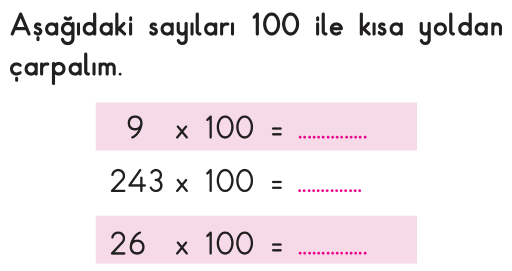 Aşağıdaki sayıları 100 ile kısa yoldan
çarpalım.
9 x 100 = ...............
243 x 100 = ..............
26 x 100 = ...............